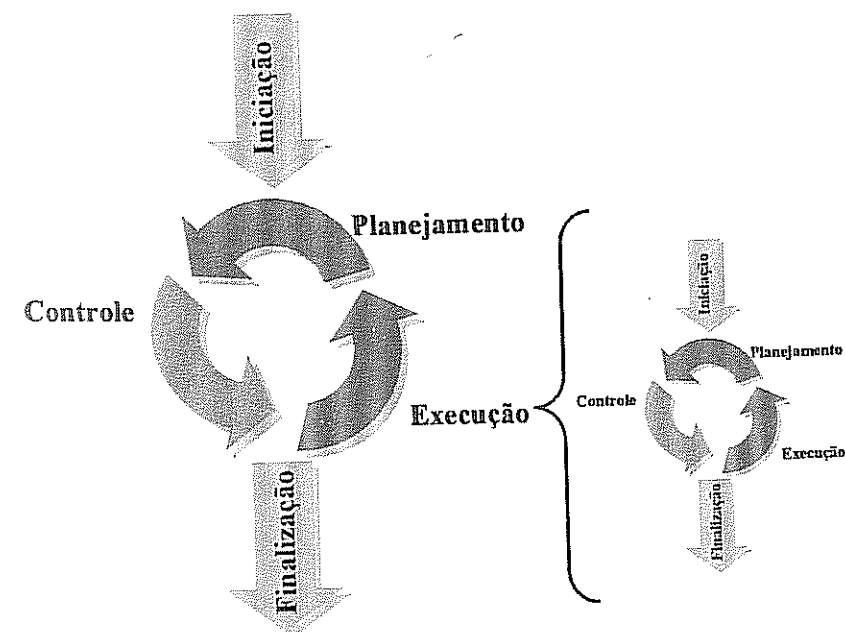 Iniciação
Planejamento
Controle
Execução
Finalização
Iniciação
Planejamento
Controle
Execução
Finalização